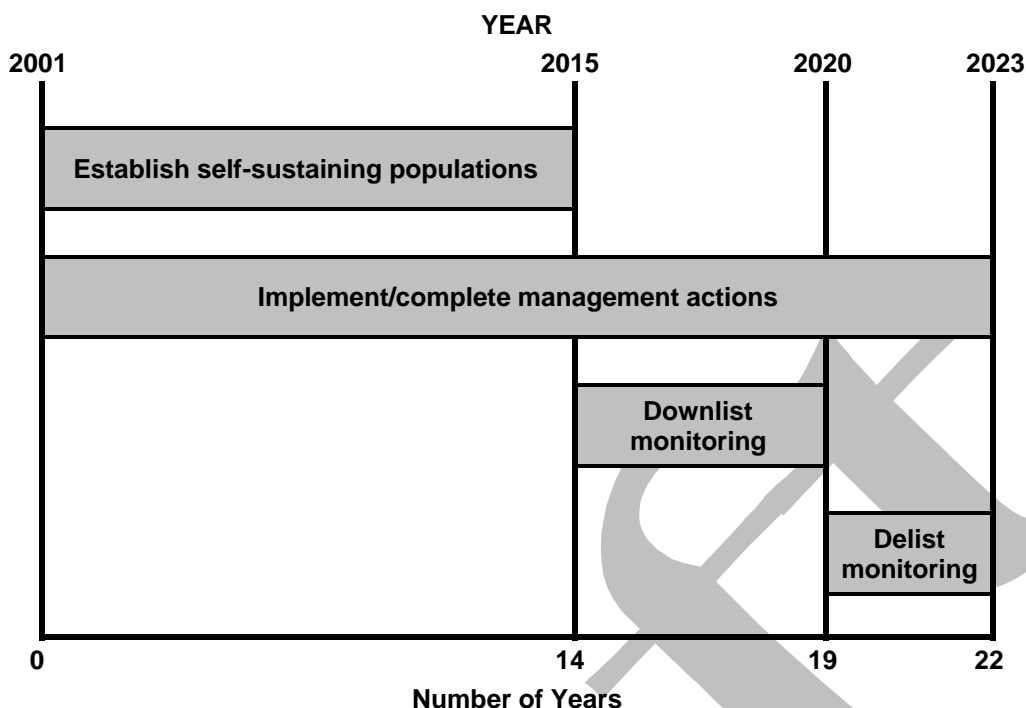 YEAR
2001 2015 2020 2023
Establish self-sustaining populations
Implement/complete management actions
Downlist
monitoring
Delist
monitoring
0 14 19 22
Number of Years